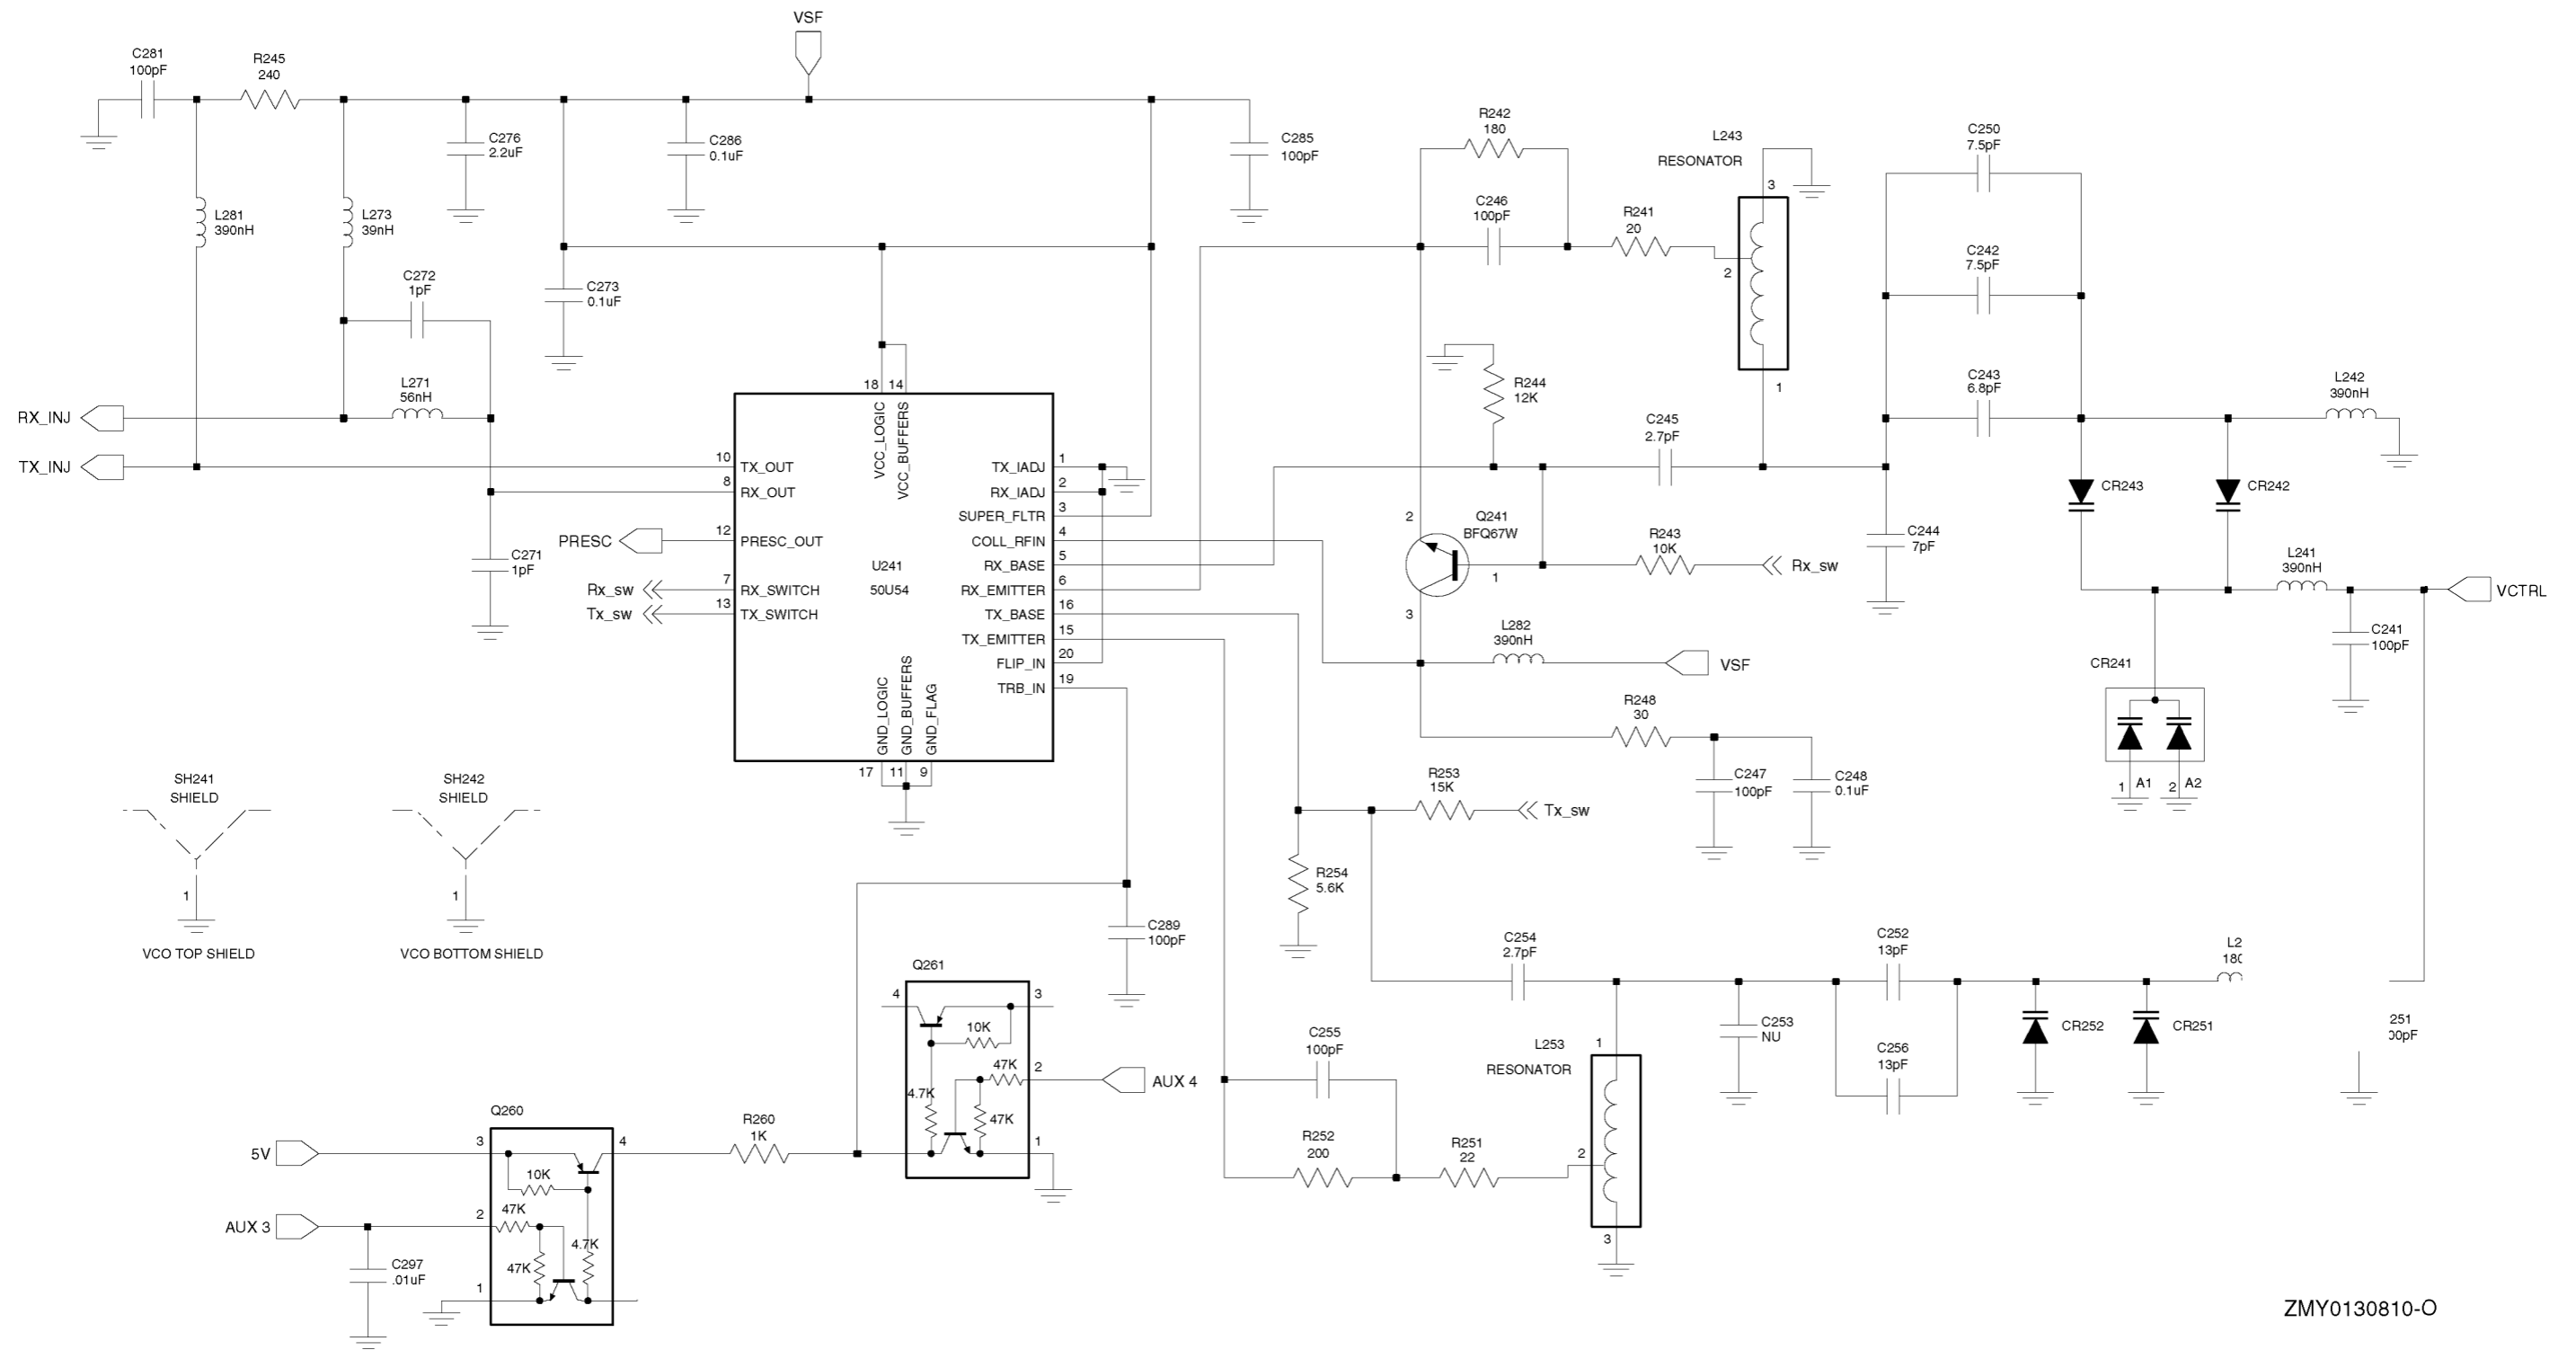 VSF
C281
100pF
R245
240
C276
2.2uF
C286
0.1uF
C285
100pF
L281
390nH
L273
39nH
C272
1pF
C273
0.1uF
L271
56nH
RX_INJ
TX_INJ
C271
1pF
PRESC
Rx_sw
Tx_sw
18
14
VCC_LOGIC
VCC_BUFFERS
10
TX_OUT
8
RX_OUT
12
PRESC_OUT
7
RX_SWITCH
13
TX_SWITCH
U241
50U54
TX_IADJ
1
RX_IADJ
2
SUPER_FLTR
3
COLL_RFIN
4
RX_BASE
5
RX_EMITTER
6
TX_BASE
16
TX_EMITTER
15
FLIP_IN
20
TRB_IN
19
GND_LOGIC
GND_BUFFERS
GND_FLAG
17
11
9
R242
180
C246
100pF
R241
20
L243
RESONATOR
3
2
1
R244
12K
C245
2.7pF
2
Q241
BFQ67W
1
3
R243
10K
Rx_sw
L282
390nH
VSF
R248
30
C247
100pF
C248
0.1uF
C250
7.5pF
C242
7.5pF
C243
6.8pF
C244
7pF
L242
390nH
CR243
CR242
L241
390nH
VCTRL
C241
100pF
CR241
1
A1
2
A2
SH241
SHIELD
1
VCO TOP SHIELD
SH242
SHIELD
1
VCO BOTTOM SHIELD
R253
15K
Tx_sw
R254
5.6K
C289
100pF
Q261
4
3
10K
47K
2
4.7K
47K
1
AUX 4
C254
2.7pF
C252
13pF
C253
NU
C256
13pF
CR252
CR251
L2
251
C255
100pF
R252
200
R251
22
L253
RESONATOR
1
2
3
Q260
5V
3
4
10K
AUX 3
2
47K
4.7K
47K
1
C297
.01uF
R260
1K
ZMY0130810-O